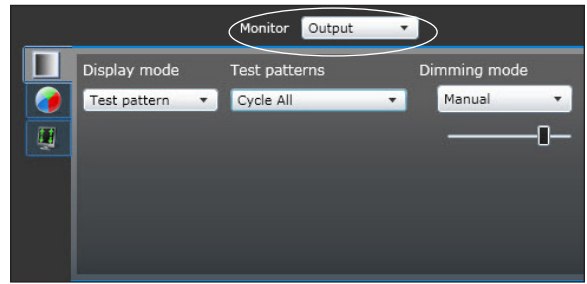 Monitor Output
Display mode Test patterns Dimming mode
Test pattern Cycle All Manual